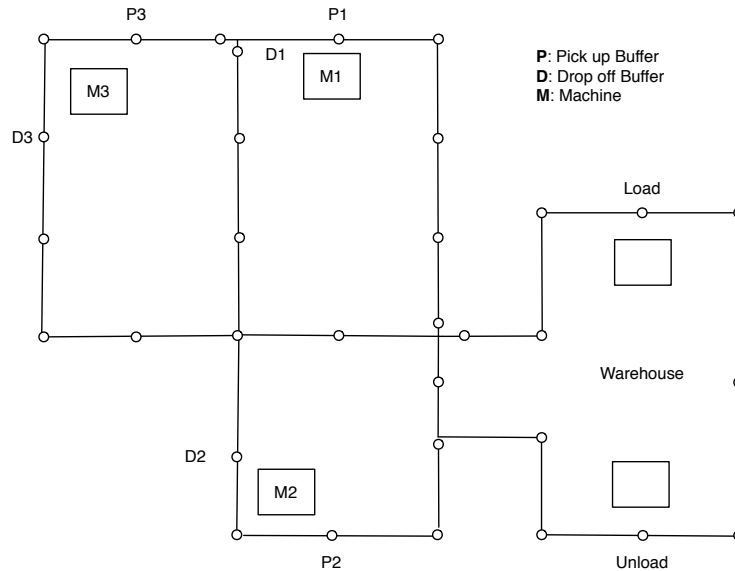 P3
P1
D1
M1
M3
P: Pick up Buffer
D: Drop off Buffer
M: Machine
D3
Load
Warehouse
D2
M2
P2
Unload